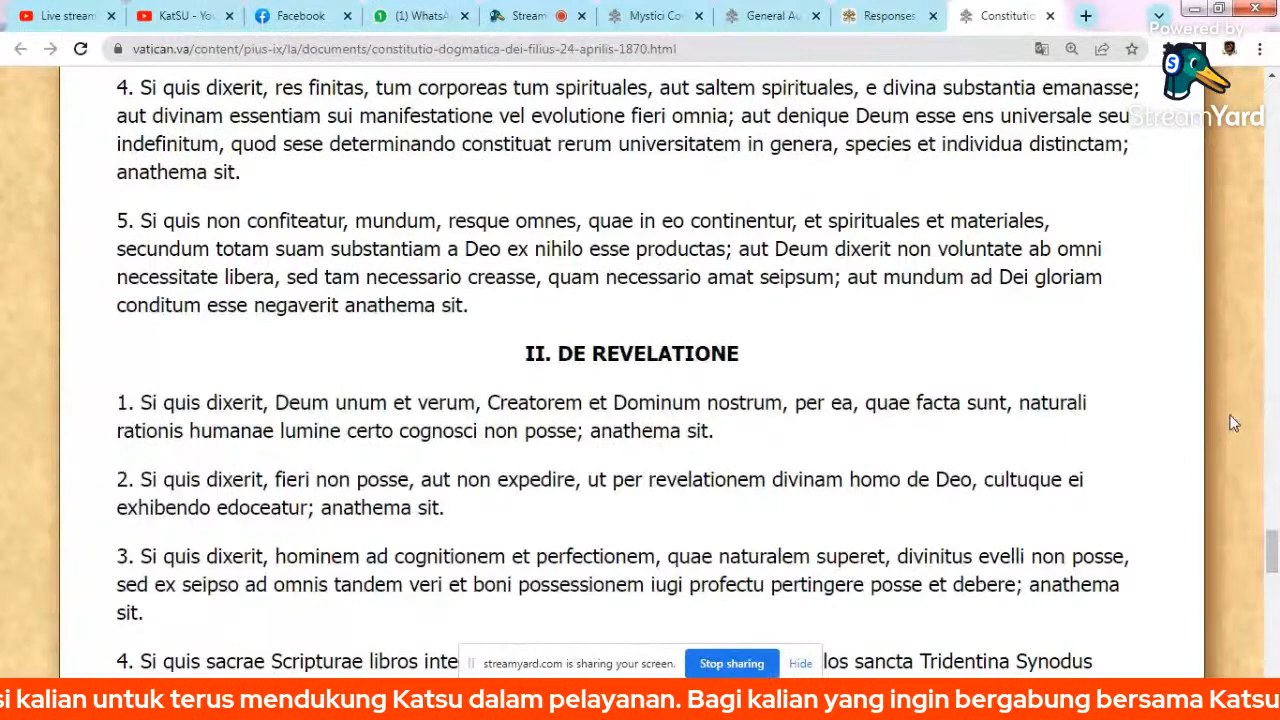 Live stream
KatSU - Yo
Facebook
(1) WhatsA
Stream
Mystici Co
General Au
Responses
Constitutio
Powered by
StreamYard
vatican.va/content/pius-ix/la/documents/constitutio-dogmatica-dei-filius-24-aprilis-1870.html
4. Si quis dixerit, res finitas, tum corporeas tum spirituales, aut saltem spirituales, e divina substantia emanasse;
aut divinam essentiam sui manifestatione vel evolutione fieri omnia; aut denique Deum esse ens universale seu
indefinitum, quod sese determinando constituat rerum universitatem in genera, species et individua distinctam;
anathema sit.
5. Si quis non confiteatur, mundum, resque omnes, quae in eo continentur, et spirituales et materiales,
secundum totam suam substantiam a Deo ex nihilo esse productas; aut Deum dixerit non voluntate ab omni
necessitate libera, sed tam necessario creasse, quam necessario amat seipsum; aut mundum ad Dei gloriam
conditum esse negaverit anathema sit.
II. DE REVELATIONE
1. Si quis dixerit, Deum unum et verum, Creatorem et Dominum nostrum, per ea, quae facta sunt, naturali
rationis humanae lumine certo cognosci non posse; anathema sit.
2. Si quis dixerit, fieri non posse, aut non expedire, ut per revelationem divinam homo de Deo, cultuque ei
exhibendo edoceatur; anathema sit.
3. Si quis dixerit, hominem ad cognitionem et perfectionem, quae naturalem superet, divinitus evelli non posse,
sed ex seipso ad omnis tandem veri et boni possessionem iugi profectu pertingere posse et debere; anathema
sit.
4. Si quis sacrae Scripturae libros inte
los sancta Tridentina Synodus
streamyard.com is sharing your screen.
Stop sharing
Hide
si kalian untuk terus mendukung Katsu dalam pelayanan. Bagi kalian yang ingin bergabung bersama Katsu